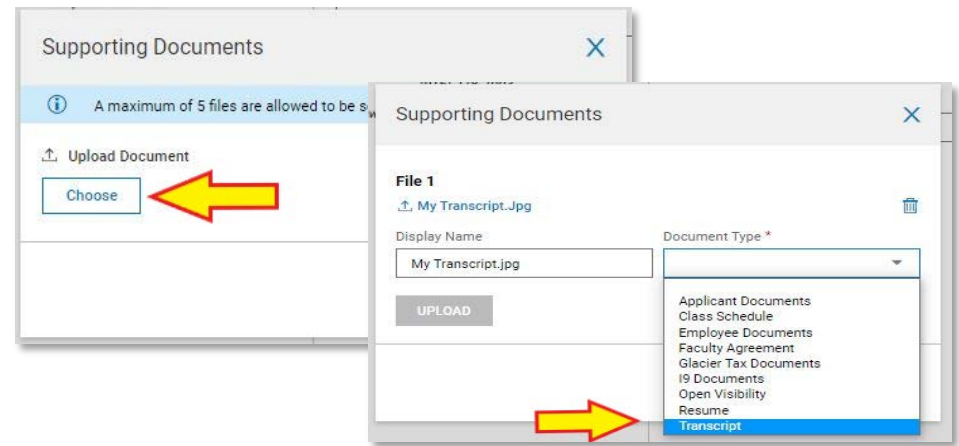 Supporting Documents
A maximum of 5 files are allowed to be s
Upload Document
Choose
Supporting Documents
File 1
My Transcript.Jpg
Display Name
Document Type *
My Transcript.jpg
UPLOAD
Applicant Documents
Class Schedule
Employee Documents
Faculty Agreement
Glacier Tax Documents
I9 Documents
Open Visibility
Resume
Transcript